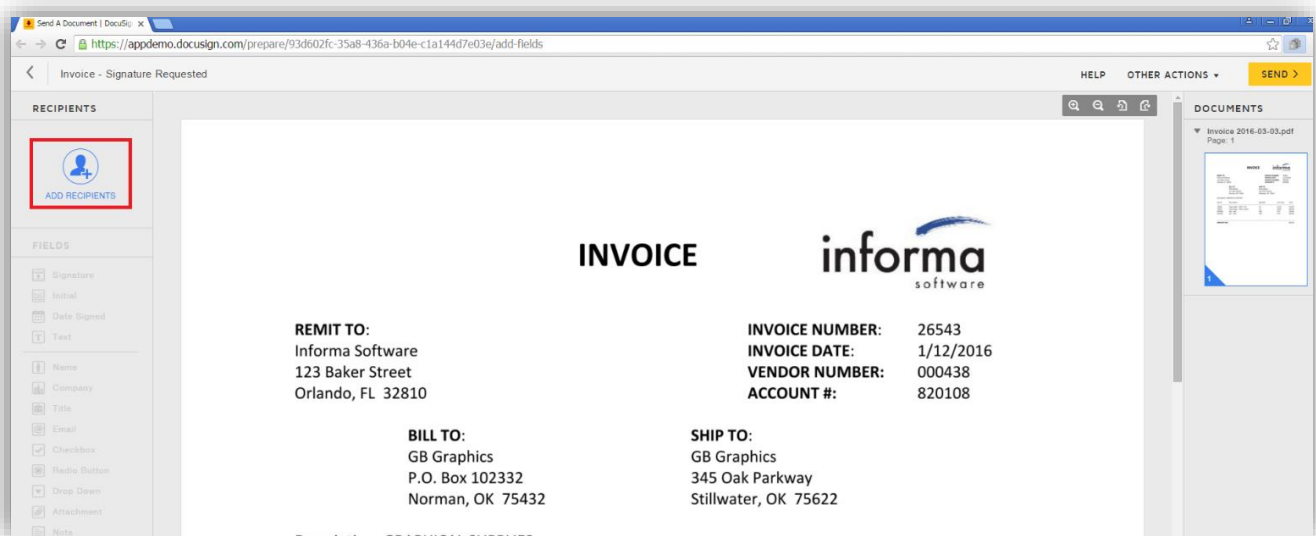 Send A Document | DocuSig
https://appdemo.docusign.com/prepare/93d602fc-35a8-436a-b04e-c1a144d7e03e/add-fields
Invoice - Signature Requested
HELP
OTHER ACTIONS
SEND >
RECIPIENTS
ADD RECIPIENTS
FIELDS
Signature
Initial
Date Signed
Text
Name
Company
Title
Email
Checkbox
Radio Button
Drop Down
Attachment
Note
INVOICE
informa
software
REMIT TO:
Informa Software
123 Baker Street
Orlando, FL 32810
INVOICE NUMBER: 26543
INVOICE DATE: 1/12/2016
VENDOR NUMBER: 000438
ACCOUNT #: 820108
BILL TO:
GB Graphics
P.O. Box 102332
Norman, OK 75432
SHIP TO:
GB Graphics
345 Oak Parkway
Stillwater, OK 75622
DOCUMENTS
Invoice 2016-03-03.pdf
Page: 1
INVOICE
informa
1